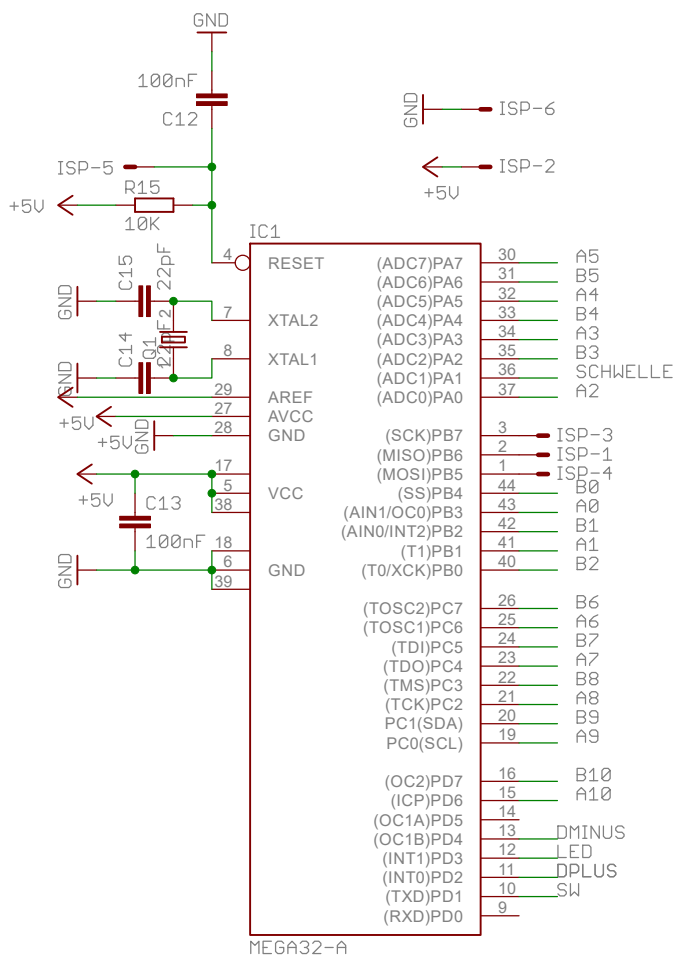 GND
100nF
C12
GND
ISP-6
ISP-5
ISP-2
+5V
R15
+5V
10K
IC1
4 RESET
(ADC7)PA7 30 A5
(ADC6)PA6 31 B5
(ADC5)PA5 32 A4
(ADC4)PA4 33 B4
(ADC3)PA3 34 A3
(ADC2)PA2 35 B3
(ADC1)PA1 36 SCHWELLE
(ADC0)PA0 37 A2
C15
22pF
GND
7 XTAL2
2
Q1
1
C14
22pF
GND
8 XTAL1
29 AREF
+5V
27 AVCC
+5V
GND
28 GND
(SCK)PB7 3 ISP-3
(MISO)PB6 2 ISP-1
(MOSI)PB5 1 ISP-4
(SS)PB4 44 B0
(AIN1/OC0)PB3 43 A0
(AIN0/INT2)PB2 42 B1
(T1)PB1 41 A1
(T0/XCK)PB0 40 B2
+5V
17
5 VCC
38
C13
100nF
GND
18
6 GND
39
(TOSC2)PC7 26 B6
(TOSC1)PC6 25 A6
(TDI)PC5 24 B7
(TDO)PC4 23 A7
(TMS)PC3 22 B8
(TCK)PC2 21 A8
PC1(SDA) 20 B9
PC0(SCL) 19 A9
(OC2)PD7 16 B10
(ICP)PD6 15 A10
(OC1A)PD5 14
(OC1B)PD4 13 DMINUS
(INT1)PD3 12 LED
(INT0)PD2 11 DPLUS
(TXD)PD1 10 SW
(RXD)PD0 9
MEGA32-A